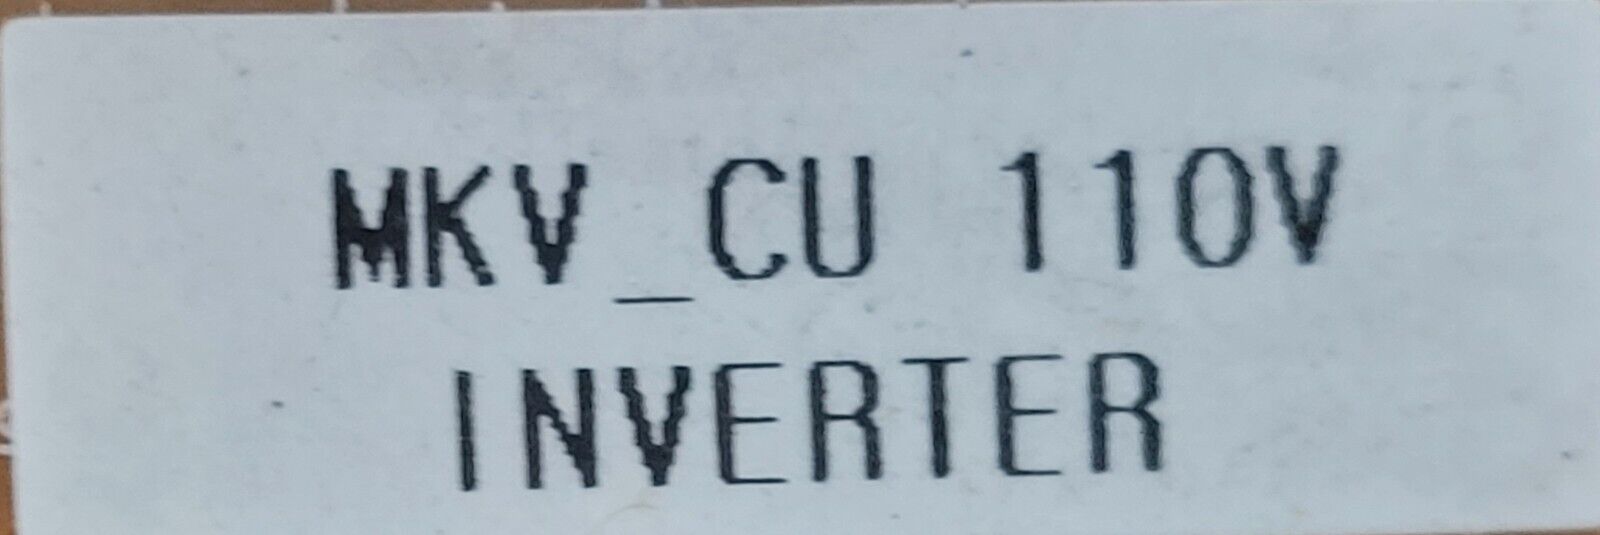 MKV_CU 110V
INVERTER